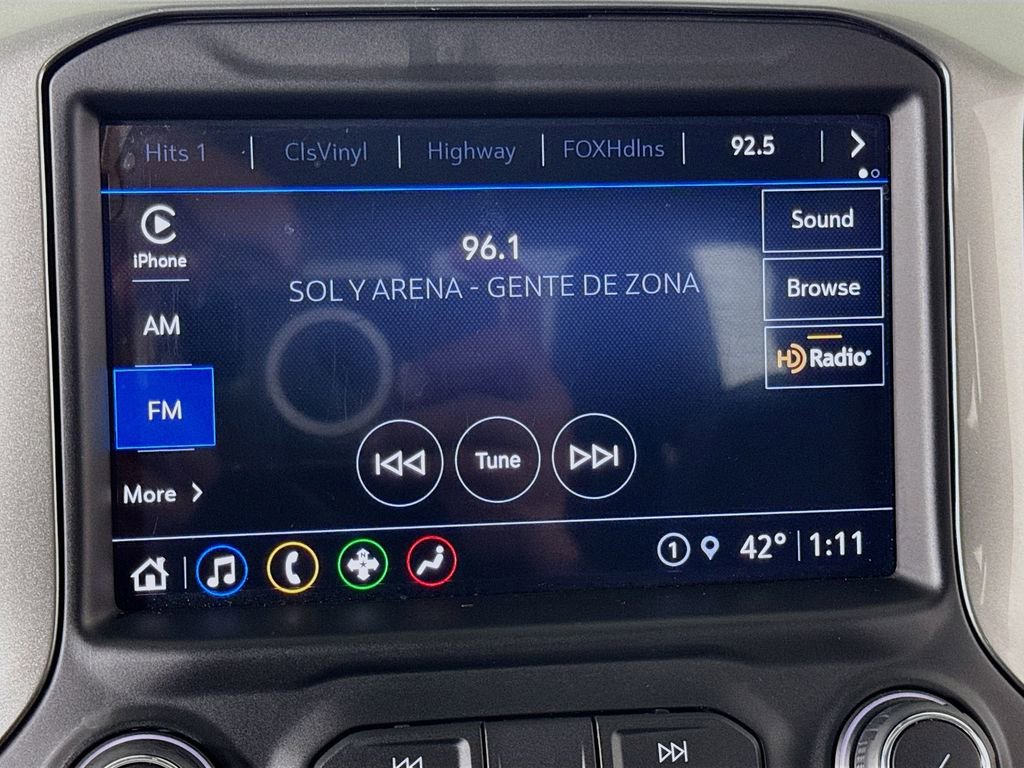 Hits 1
ClsVinyl
Highway
FOXHdlns
92.5
iPhone
AM
FM
More
96.1
SOL Y ARENA - GENTE DE ZONA
Tune
Sound
Browse
HD Radio
N
1
42°
1:11